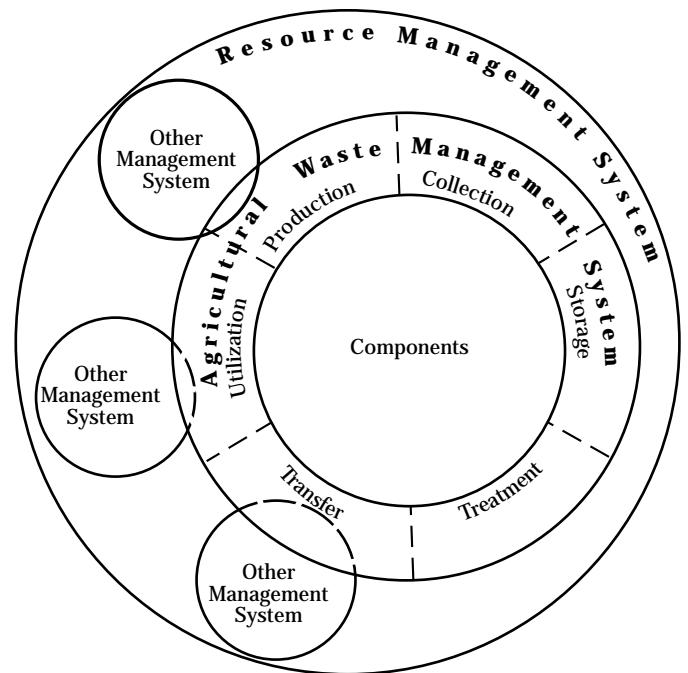 Resource Management System
Other
Management
System
Agricultural Waste Management System
Production
Collection
Storage
Utilization
Components
Other
Management
System
Transfer
Treatment
Other
Management
System